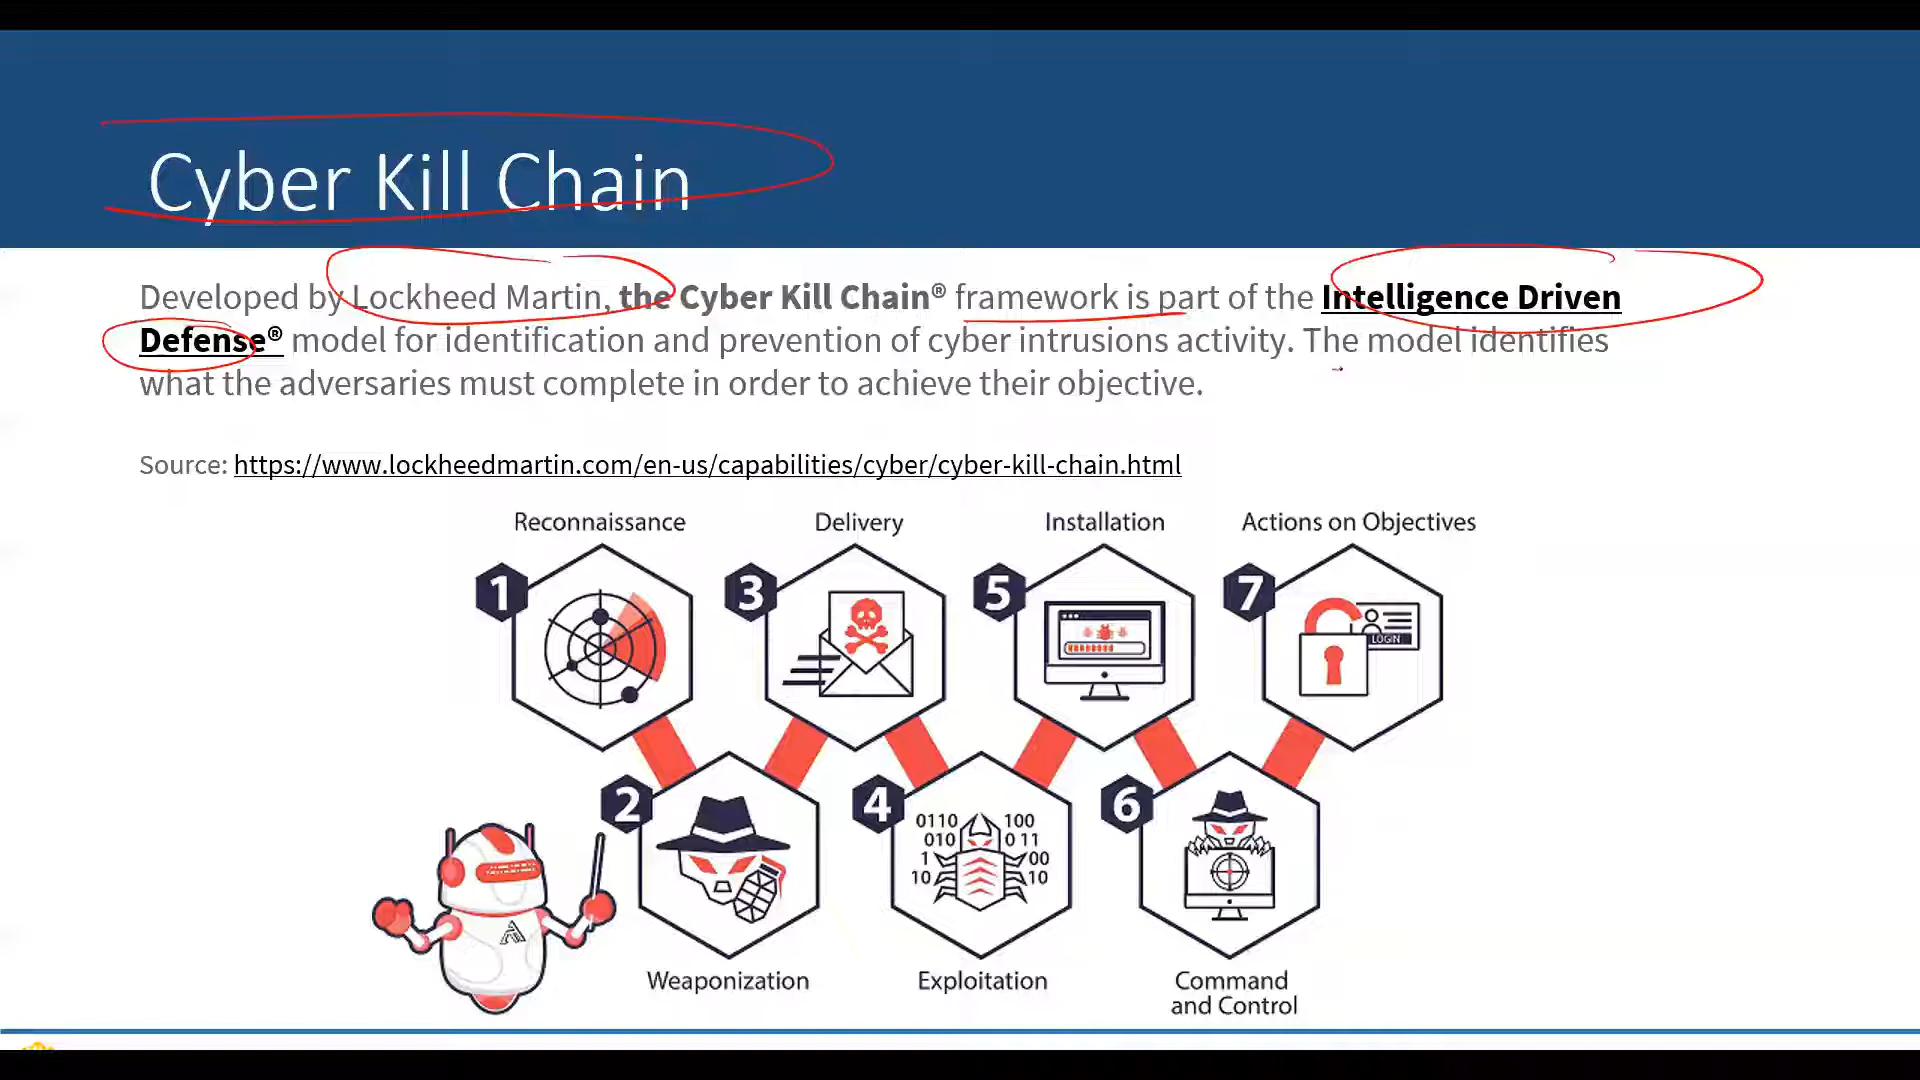 Cyber Kill Chain
Developed by Lockheed Martin, the Cyber Kill Chain® framework is part of the Intelligence Driven
Defense® model for identification and prevention of cyber intrusions activity. The model identifies
what the adversaries must complete in order to achieve their objective.
Source: https://www.lockheedmartin.com/en-us/capabilities/cyber/cyber-kill-chain.html
Reconnaissance
Delivery
Installation
Actions on Objectives
1
3
5
7
LOGIN
2
4
6
0110 100
010 0 11
1 00
10 10
Weaponization
Exploitation
Command
and Control